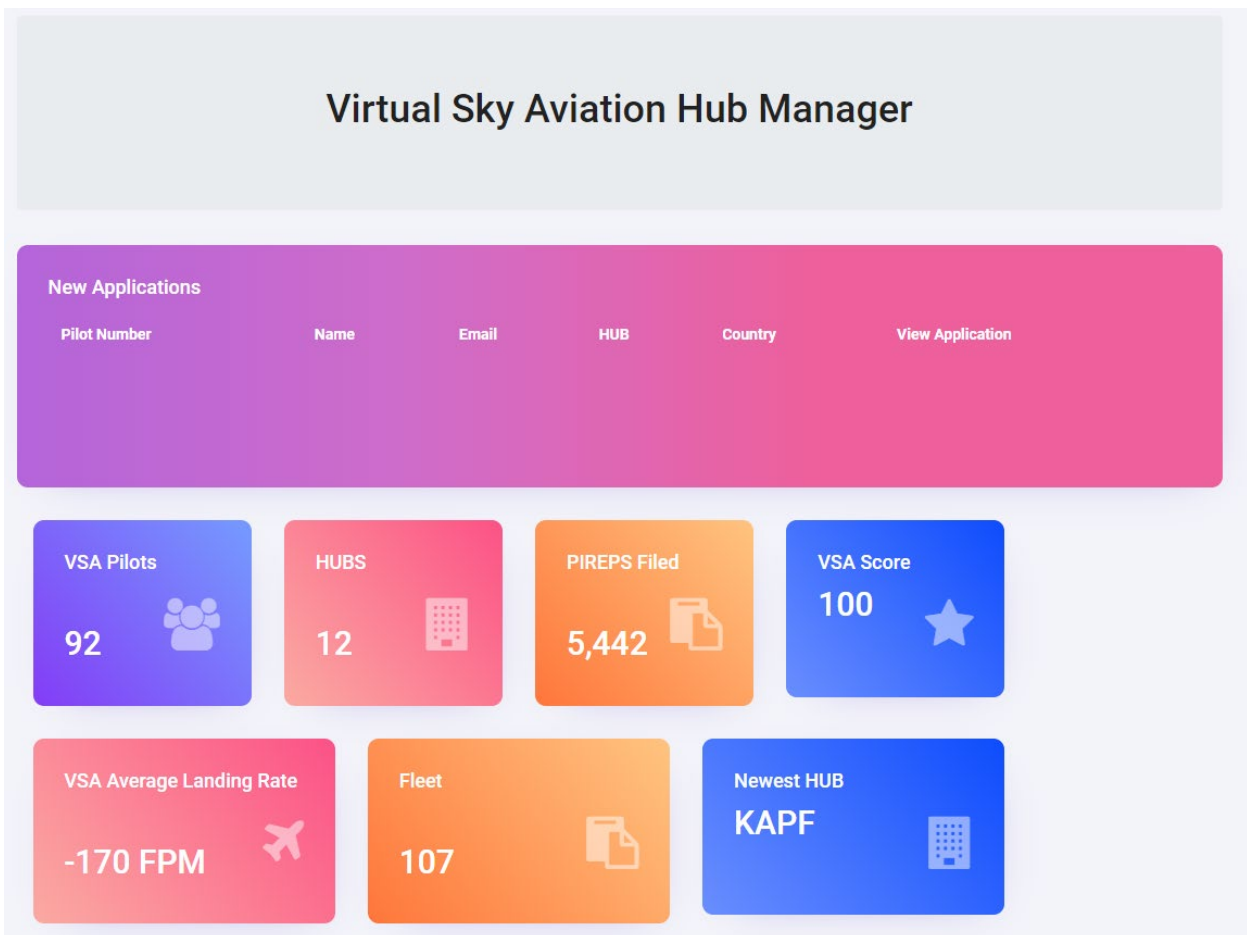 Virtual Sky Aviation Hub Manager
New Applications
Pilot Number Name Email HUB Country View Application
VSA Pilots
92
HUBS
12
PIREPS Filed
5,442
VSA Score
100
VSA Average Landing Rate
-170 FPM
Fleet
107
Newest HUB
KAPF